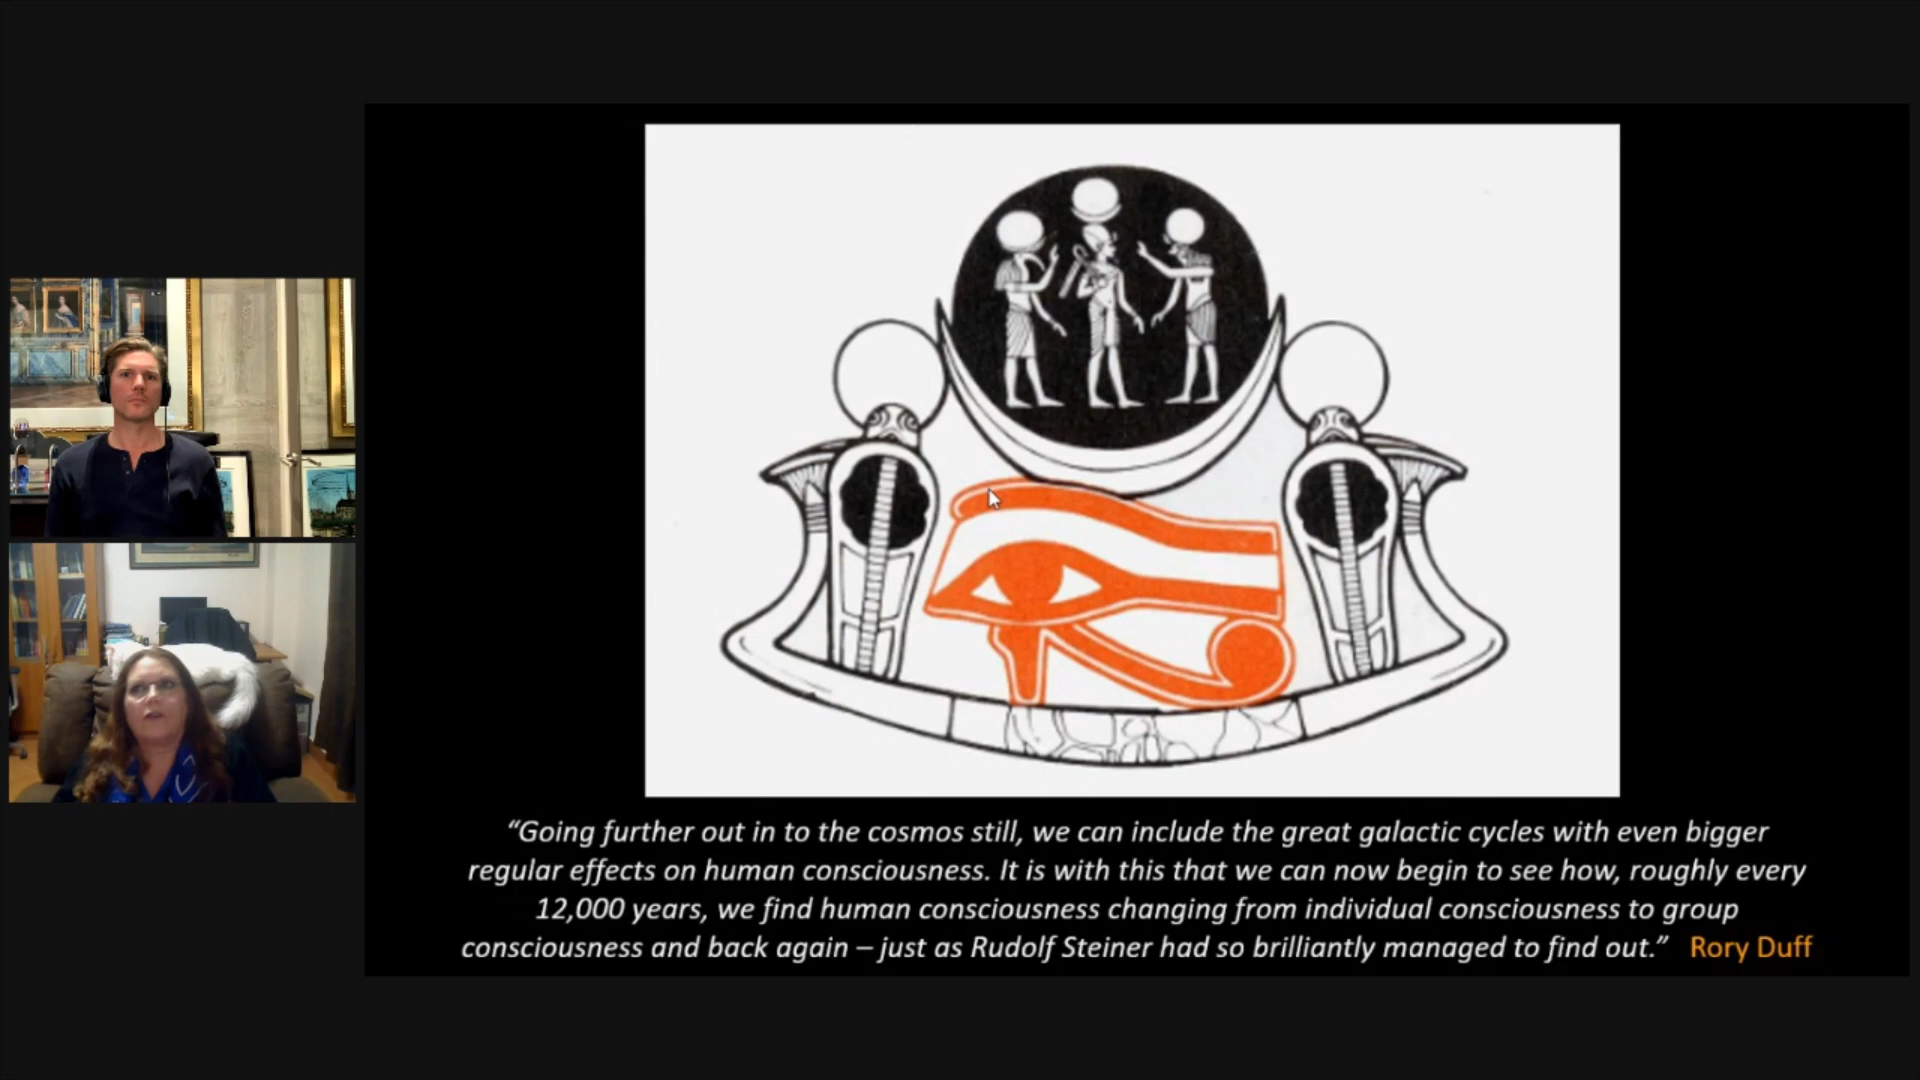 “Going further out in to the cosmos still, we can include the great galactic cycles with even bigger
regular effects on human consciousness. It is with this that we can now begin to see how, roughly every
12,000 years, we find human consciousness changing from individual consciousness to group
consciousness and back again – just as Rudolf Steiner had so brilliantly managed to find out.” Rory Duff